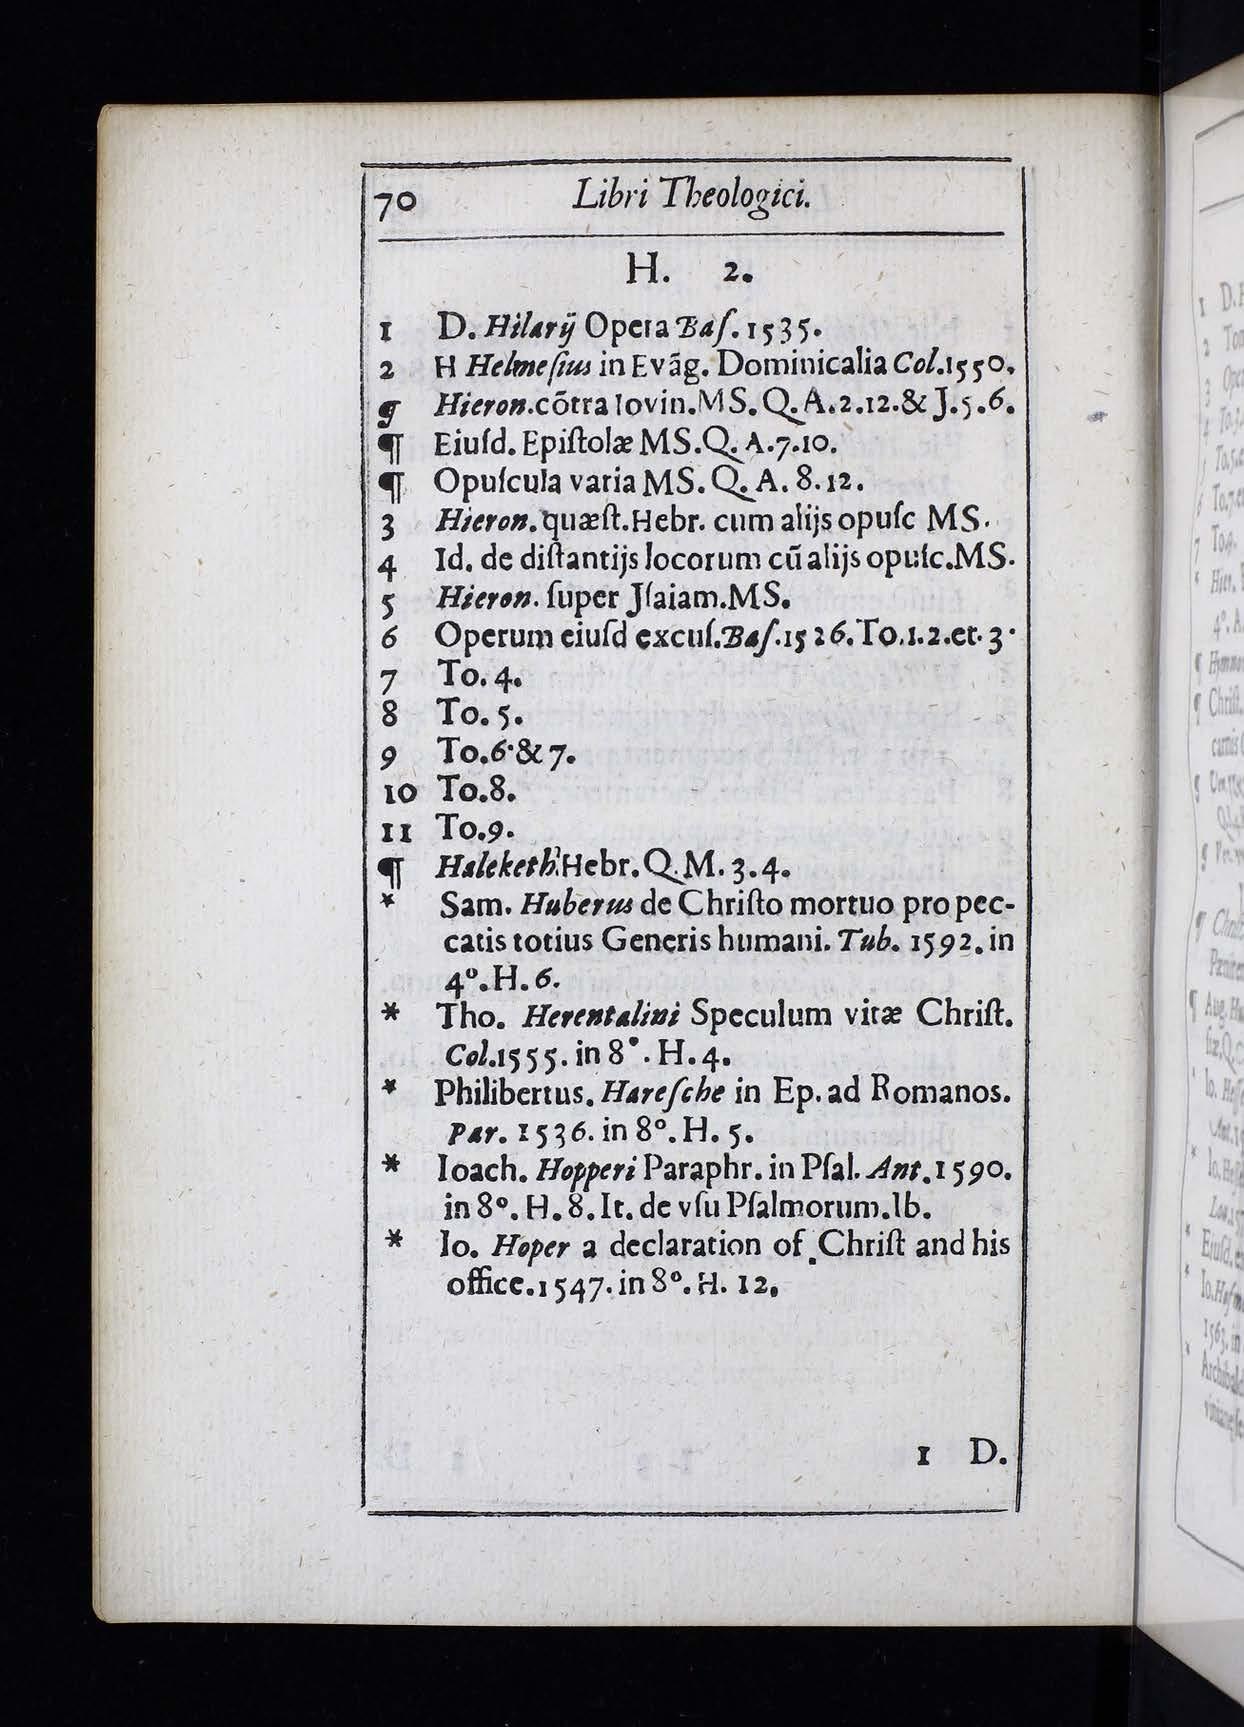 70 Libri Theologici.
H. 2.
1 D. Hilarij Opera Baſ. 1535.
2 H Helmeſius in Evãg. Dominicalia Col.1550.
¶ Hieron.cõtra Iovin.MS.Q.A.2.12.& J.5.6.
¶ Eiuſd. Epiſtolæ MS.Q.A.7.10.
¶ Opuſcula varia MS. Q. A. 8. 12.
3 Hieron. quæſt.Hebr. cum alijs opuſc MS.
4 Id. de diſtantijs locorum cũ alijs opuſc.MS.
5 Hieron. ſuper Jſaiam.MS.
6 Operum eiuſd excuſ.Baſ.1526.To.1.2.et.3.
7 To. 4.
8 To. 5.
9 To.6.& 7.
10 To.8.
11 To.9.
¶ Haleketh.Hebr.Q.M. 3. 4.
* Sam. Huberus de Chriſto mortuo pro pec-
catis totius Generis humani. Tub. 1592. in
4º.H.6.
* Tho. Herentalini Speculum vitæ Chriſt.
Col.1555. in 8°. H. 4.
* Philibertus. Hareſche in Ep. ad Romanos.
Par. 1536. in 8º. H. 5.
* Ioach. Hopperi Paraphr. in Pſal. Ant.1590.
in 8º. H. 8. It. de vſu Pſalmorum. Ib.
* Io. Hoper a declaration of Chriſt and his
office.1547. in 8º. H. 12.
1 D.